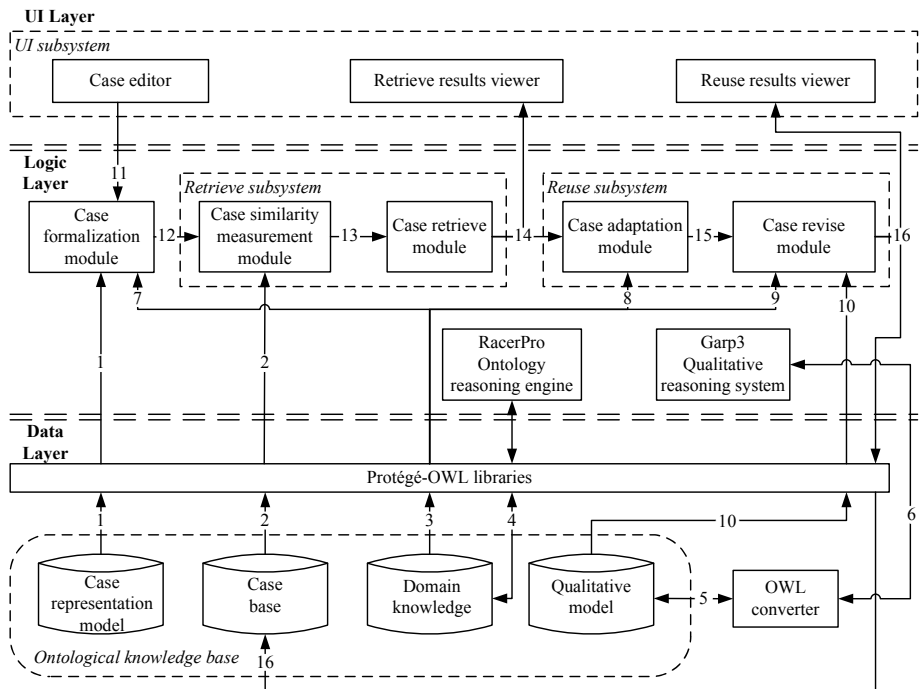 UI Layer
UI subsystem
Case editor
Retrieve results viewer
Reuse results viewer
Logic
Layer
11
Retrieve subsystem
Reuse subsystem
Case
formalization
module
12
Case similarity
measurement
module
13
Case retrieve
module
14
Case adaptation
module
15
Case revise
module
16
7
8
9
10
1
2
RacerPro
Ontology
reasoning engine
Garp3
Qualitative
reasoning system
Data
Layer
Protégé-OWL libraries
1
2
3
4
10
6
Case
representation
model
Case
base
Domain
knowledge
Qualitative
model
5
OWL
converter
Ontological knowledge base
16